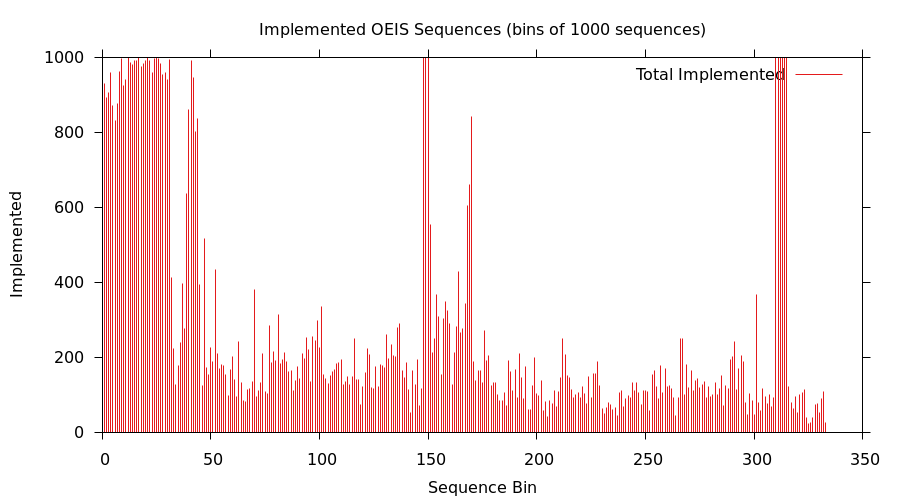 Implemented OEIS Sequences (bins of 1000 sequences)
1000
Total Implemented
800
600
400
200
0
Implemented
0 50 100 150 200 250 300 350
Sequence Bin